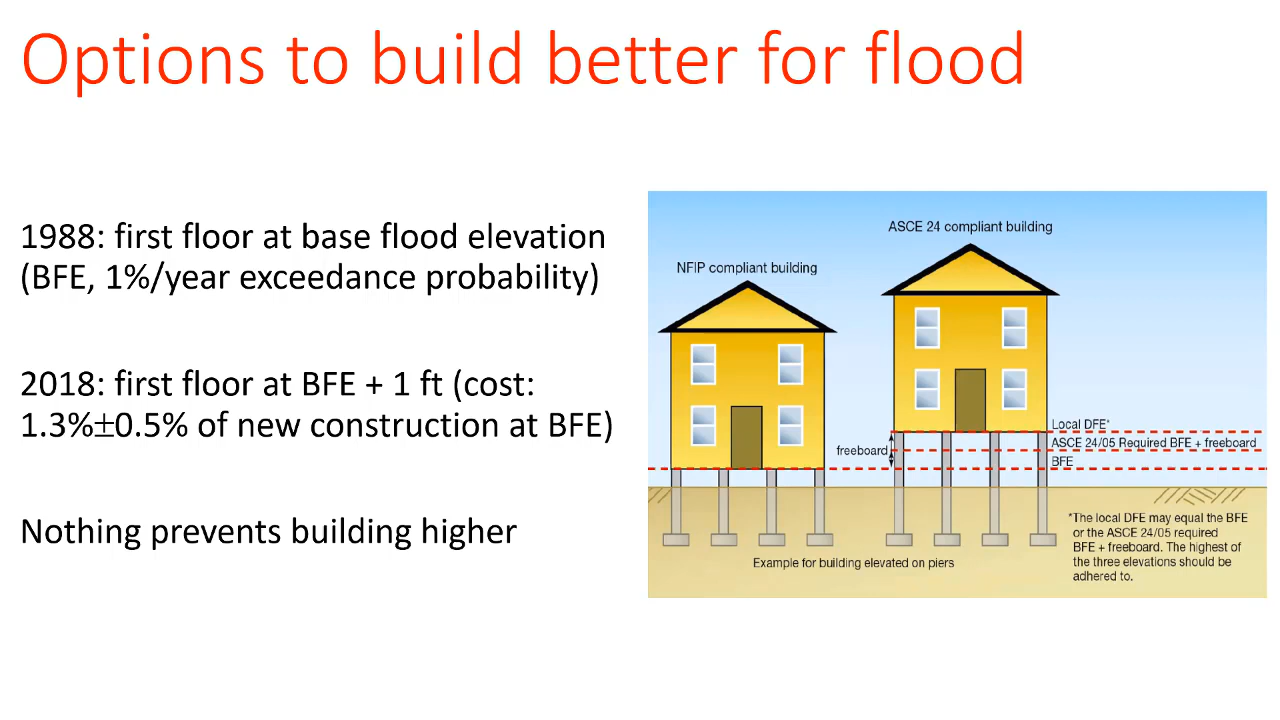 Options to build better for flood
1988: first floor at base flood elevation
(BFE, 1%/year exceedance probability)
2018: first floor at BFE + 1 ft (cost:
1.3%±0.5% of new construction at BFE)
Nothing prevents building higher
ASCE 24 compliant building
NFIP compliant building
Local DFE*
ASCE 24/05 Required BFE + freeboard
freeboard
BFE
*The local DFE may equal the BFE
or the ASCE 24/05 required
BFE + freeboard. The highest of
the three elevations should be
adhered to.
Example for building elevated on piers